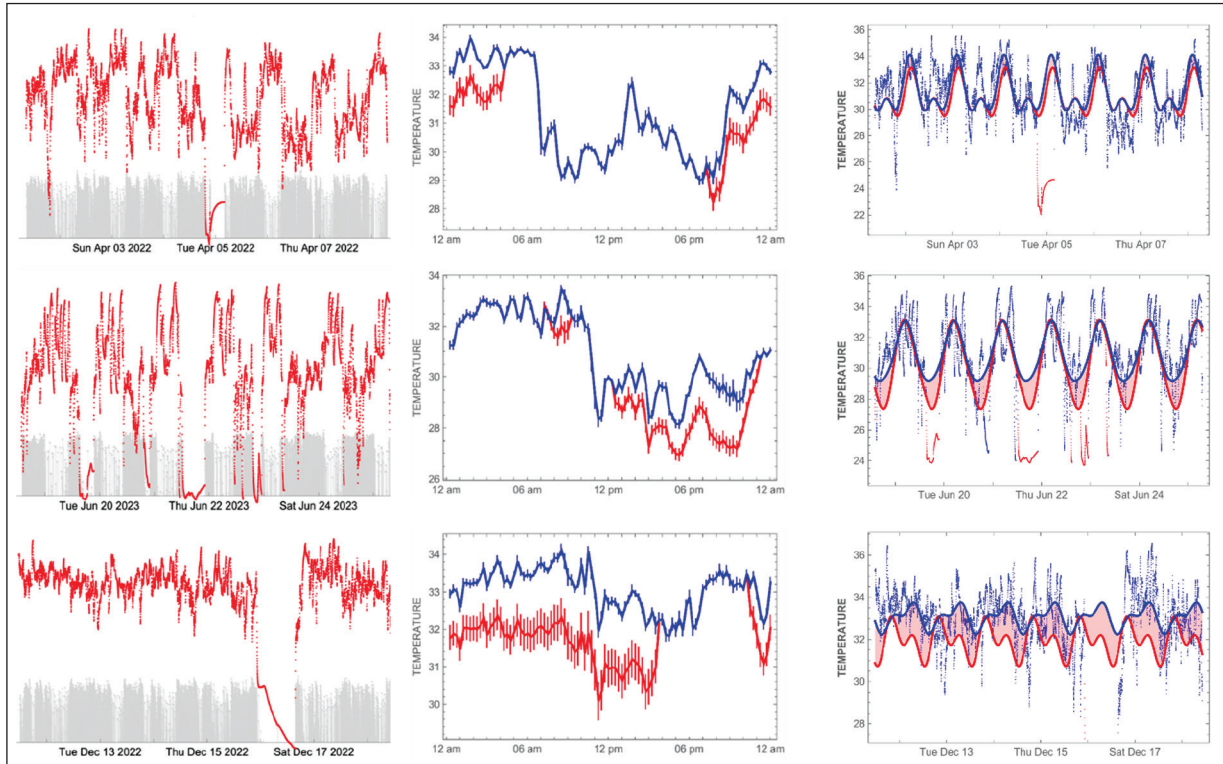 Sun Apr 03 2022 Tue Apr 05 2022 Thu Apr 07 2022
TEMPERATURE
34
33
32
31
30
29
28
12 am 06 am 12 pm 06 pm 12 am
TEMPERATURE
36
34
32
30
28
26
24
22
Sun Apr 03 Tue Apr 05 Thu Apr 07
Tue Jun 20 2023 Thu Jun 22 2023 Sat Jun 24 2023
TEMPERATURE
34
32
30
28
26
12 am 06 am 12 pm 06 pm 12 am
TEMPERATURE
36
34
32
30
28
26
24
Tue Jun 20 Thu Jun 22 Sat Jun 24
Tue Dec 13 2022 Thu Dec 15 2022 Sat Dec 17 2022
TEMPERATURE
34
33
32
31
30
12 am 06 am 12 pm 06 pm 12 am
TEMPERATURE
36
34
32
30
28
Tue Dec 13 Thu Dec 15 Sat Dec 17